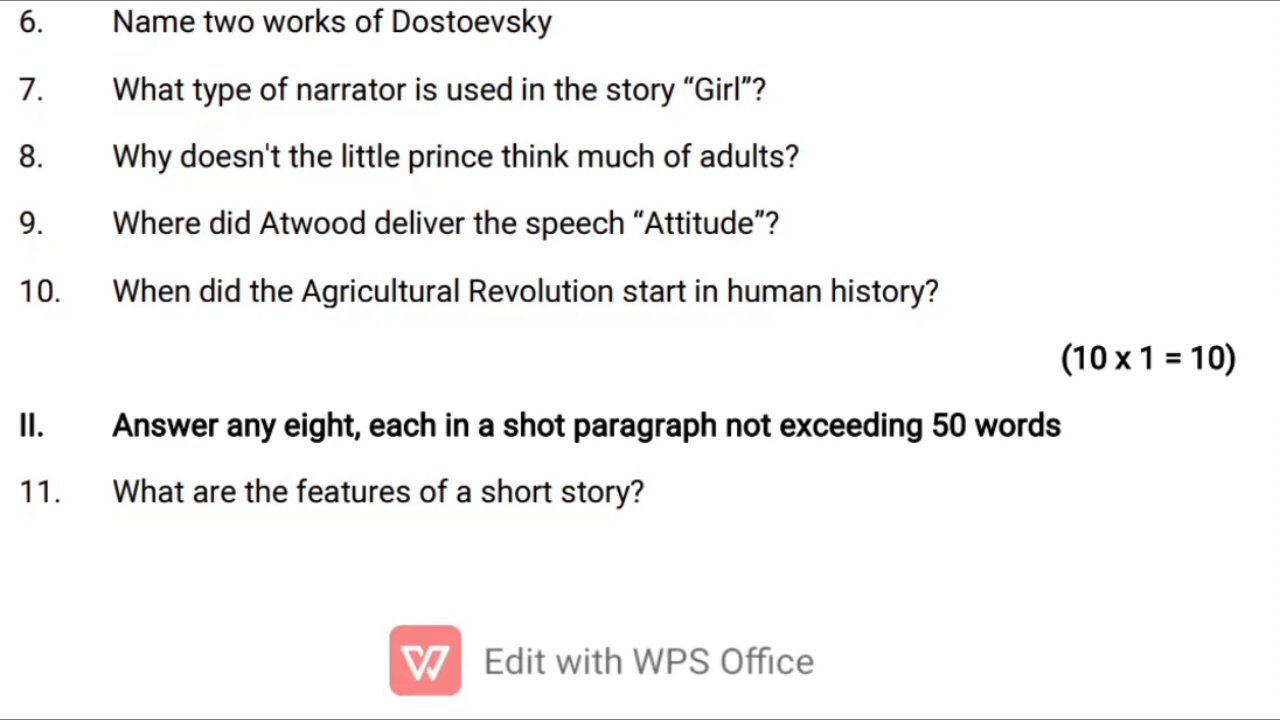 6. Name two works of Dostoevsky
7. What type of narrator is used in the story “Girl”?
8. Why doesn't the little prince think much of adults?
9. Where did Atwood deliver the speech “Attitude”?
10. When did the Agricultural Revolution start in human history?
(10 x 1 = 10)
II. Answer any eight, each in a shot paragraph not exceeding 50 words
11. What are the features of a short story?
Edit with WPS Office